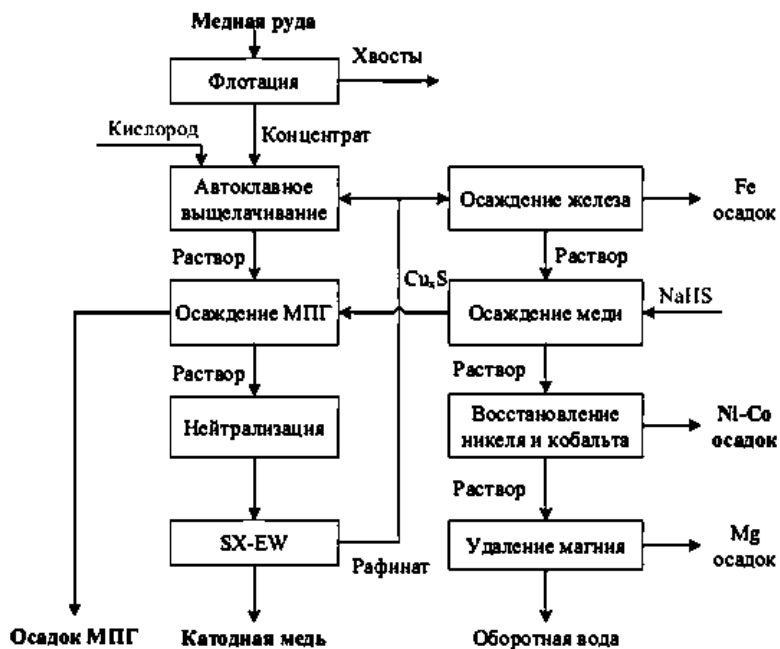 Медная руда
Хвосты
Флотация
Кислород
Концентрат
Автоклавное
выщелачивание
Осаждение железа
Fe
осадок
Раствор
Раствор
CuₓS
NaHS
Осаждение МПГ
Осаждение меди
Раствор
Раствор
Нейтрализация
Восстановление
никеля и кобальта
Ni-Co
осадок
Раствор
SX-EW
Рафинат
Удаление магния
Mg
осадок
Осадок МПГ
Катодная медь
Оборотная вода